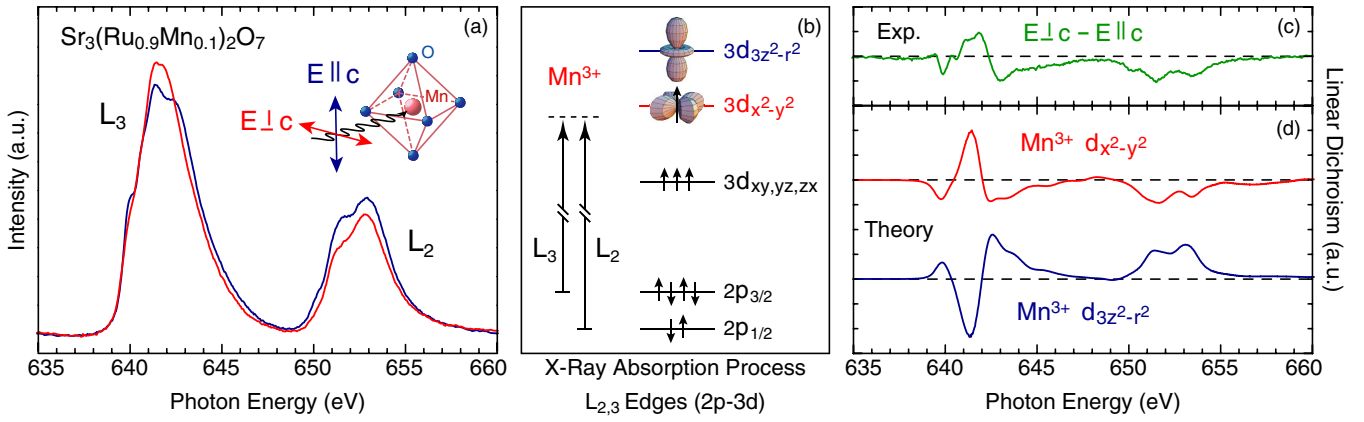 (a)
Sr₃(Ru₀.₉Mn₀.₁)₂O₇
E ∥ c
O
Mn
E ⊥ c
L₃
L₂
Intensity (a.u.)
635 640 645 650 655 660
Photon Energy (eV)
(b)
3d₃z²-r²
Mn³⁺
3dx²-y²
3dxy,yz,zx
L₃ L₂
2p₃/₂
2p₁/₂
X-Ray Absorption Process
L₂,₃ Edges (2p-3d)
(c)
Exp.
E ⊥ c – E ∥ c
(d)
Mn³⁺ dx²-y²
Theory
Mn³⁺ d₃z²-r²
635 640 645 650 655 660
Photon Energy (eV)
Linear Dichroism (a.u.)